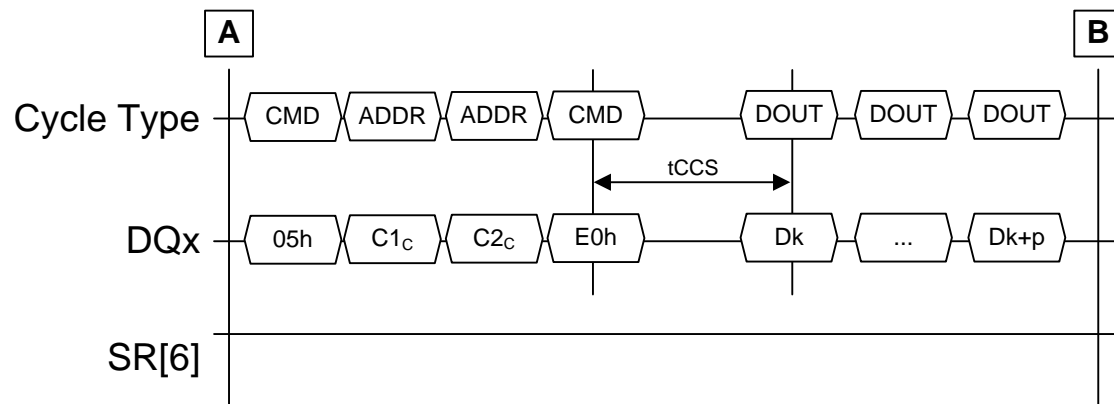 A B
Cycle Type CMD ADDR ADDR CMD DOUT DOUT DOUT
tCCS
DQx 05h C1C C2C E0h Dk ... Dk+p
SR[6]